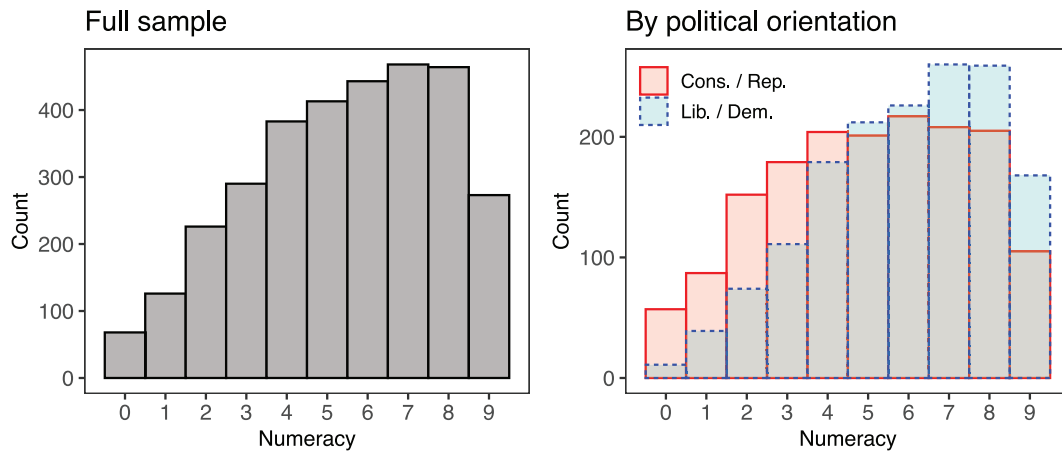 Full sample
400
300
200
100
0
Count
0 1 2 3 4 5 6 7 8 9
Numeracy
By political orientation
Cons. / Rep.
Lib. / Dem.
200
100
0
Count
0 1 2 3 4 5 6 7 8 9
Numeracy